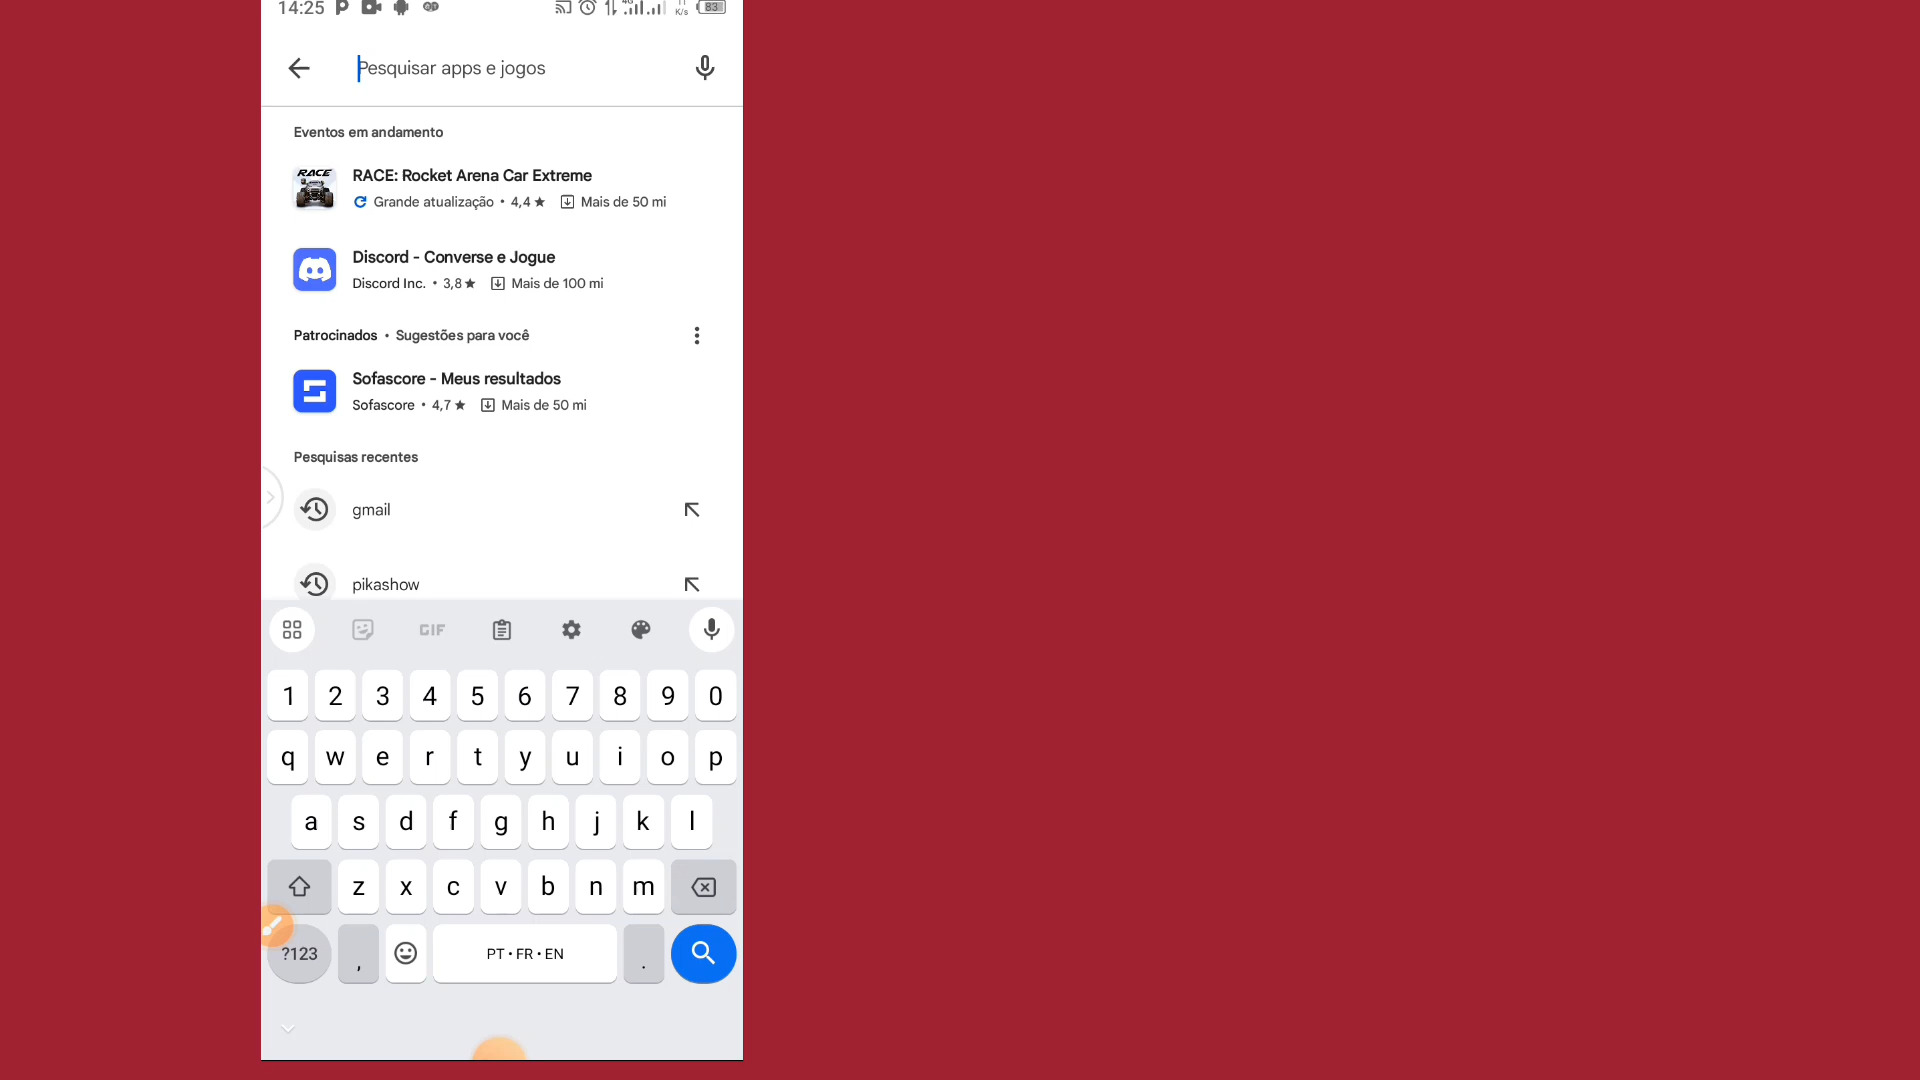 14:25 4G K/s 83
Pesquisar apps e jogos
Eventos em andamento
RACE
RACE: Rocket Arena Car Extreme
Grande atualização • 4,4 ★ Mais de 50 mi
Discord - Converse e Jogue
Discord Inc. • 3,8 ★ Mais de 100 mi
Patrocinados • Sugestões para você
Sofascore - Meus resultados
Sofascore • 4,7 ★ Mais de 50 mi
Pesquisas recentes
gmail
pikashow
GIF
1 2 3 4 5 6 7 8 9 0
q w e r t y u i o p
a s d f g h j k l
z x c v b n m
?123 , PT • FR • EN .